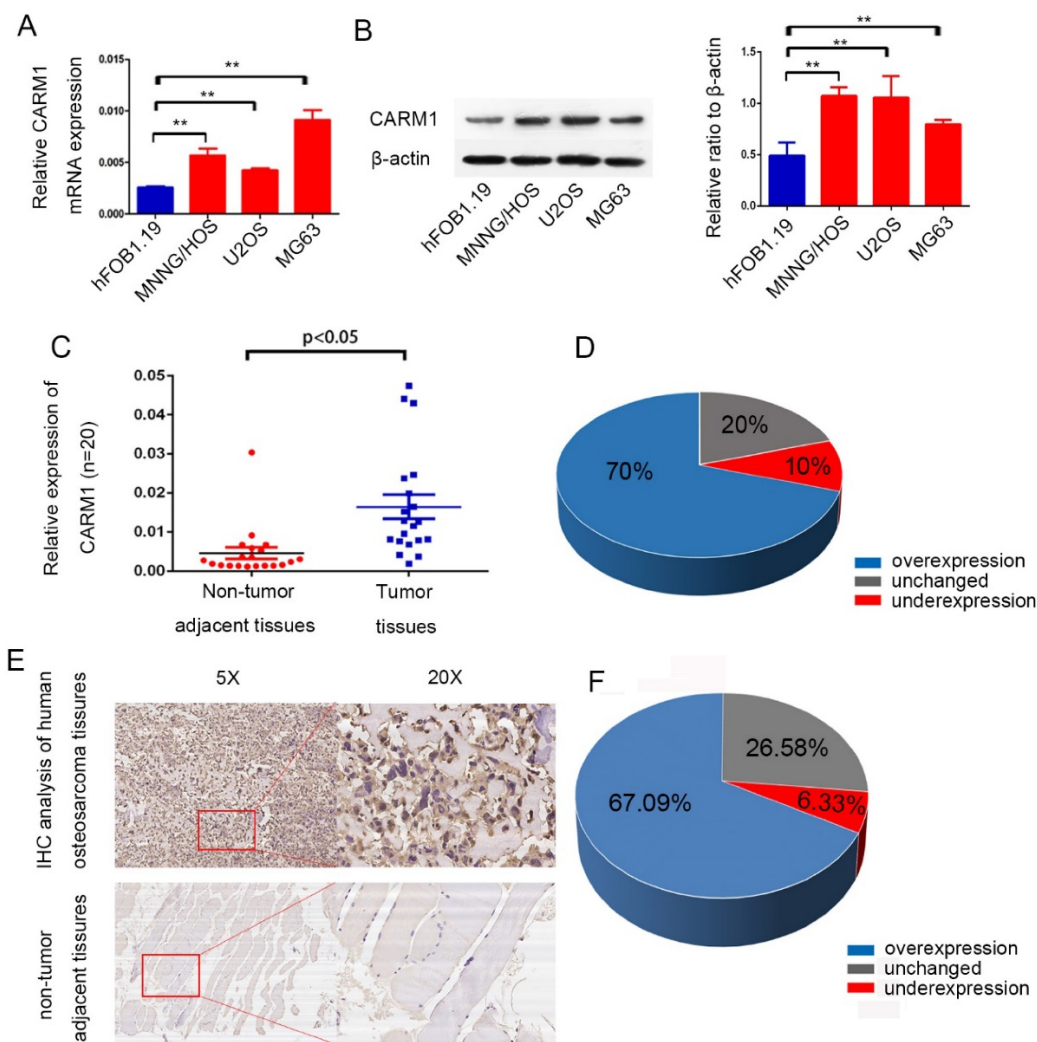 A
Relative CARM1
mRNA expression
0.015
0.010
0.005
0.000
**
**
**
hFOB1.19
MNNG/HOS
U2OS
MG63
B
CARM1
β-actin
hFOB1.19
MNNG/HOS
U2OS
MG63
Relative ratio to β-actin
1.5
1.0
0.5
0.0
**
**
**
hFOB1.19
MNNG/HOS
U2OS
MG63
C
p<0.05
Relative expression of
CARM1 (n=20)
0.05
0.04
0.03
0.02
0.01
0.00
Non-tumor
adjacent tissues
Tumor
tissues
D
20%
10%
70%
overexpression
unchanged
underexpression
E
5X
20X
IHC analysis of human
osteosarcoma tissures
non-tumor
adjacent tissures
F
26.58%
6.33%
67.09%
overexpression
unchanged
underexpression